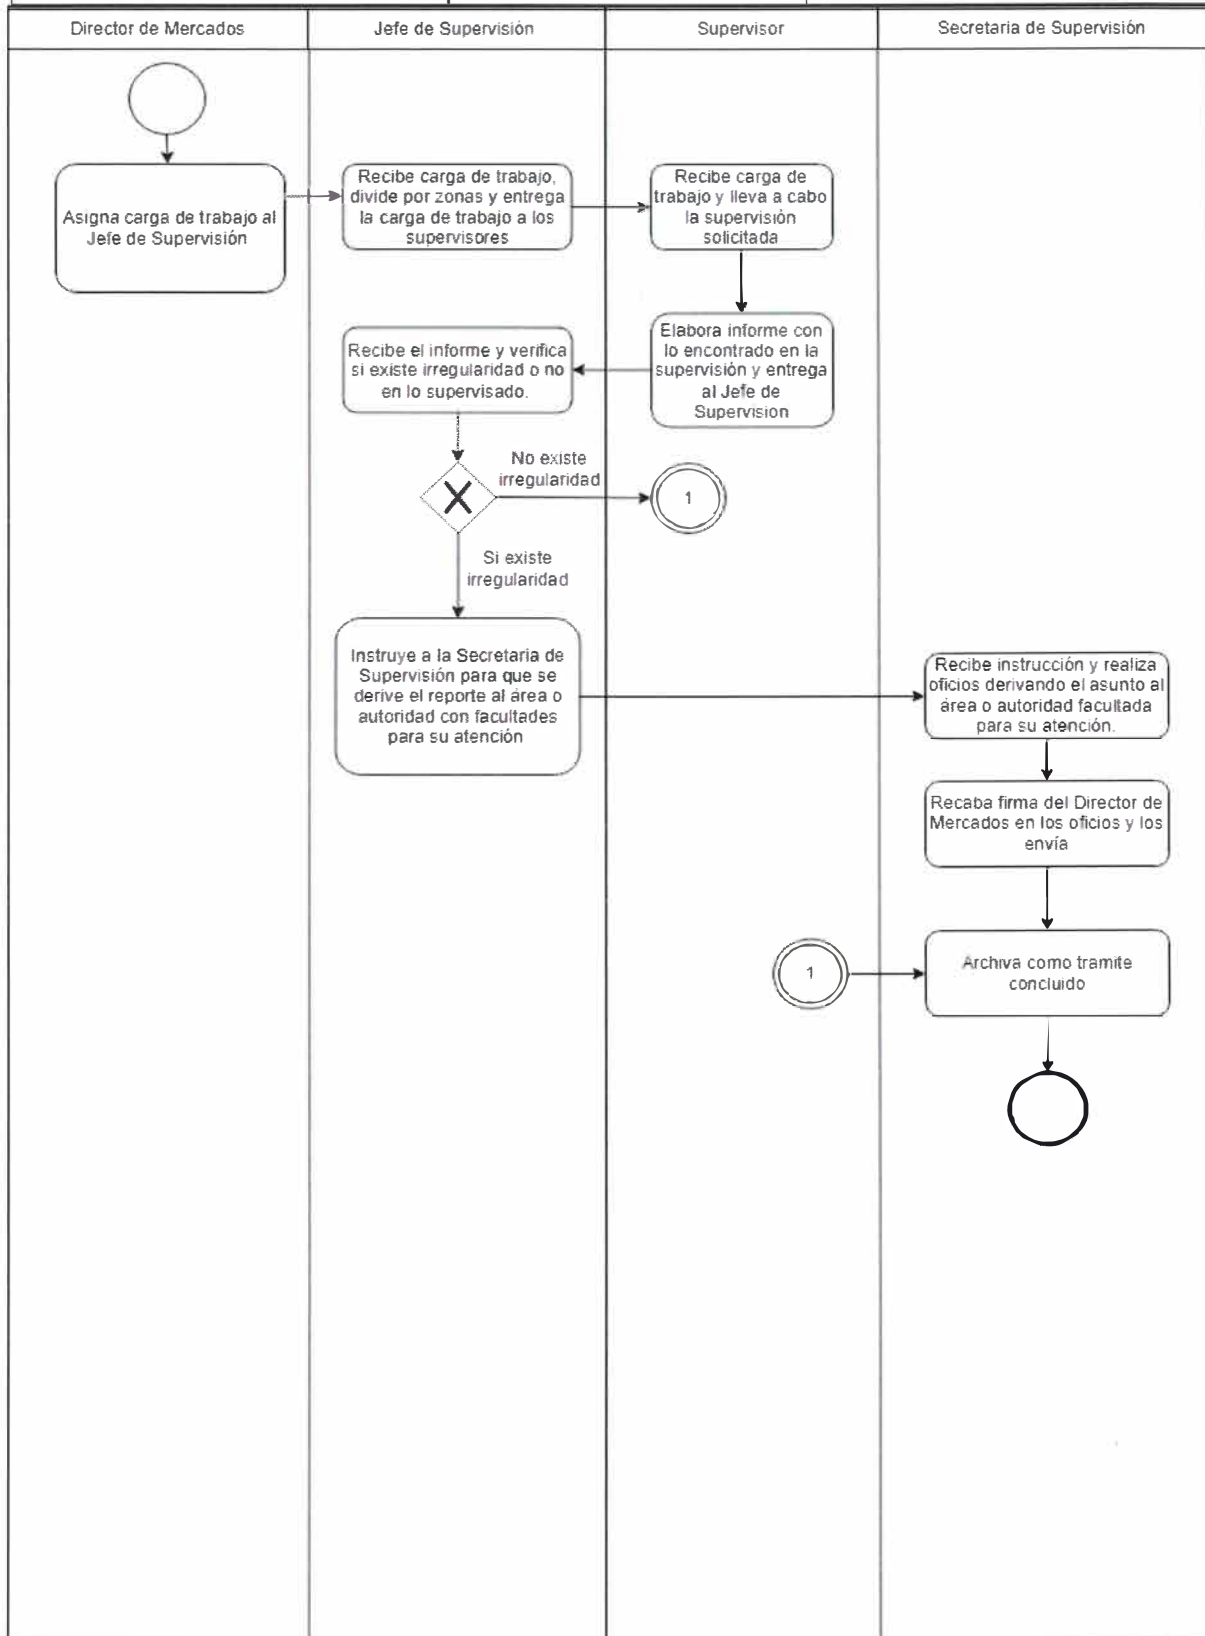 Director de Mercados
Jefe de Supervisión
Supervisor
Secretaria de Supervisión
Asigna carga de trabajo al
Jefe de Supervisión
Recibe carga de trabajo,
divide por zonas y entrega
la carga de trabajo a los
supervisores
Recibe carga de
trabajo y lleva a cabo
la supervisión
solicitada
Elabora informe con
lo encontrado en la
supervisión y entrega
al Jefe de
Supervision
Recibe el informe y verifica
si existe irregularidad o no
en lo supervisado.
No existe
irregularidad
1
Si existe
irregularidad
Instruye a la Secretaria de
Supervisión para que se
derive el reporte al área o
autoridad con facultades
para su atención
Recibe instrucción y realiza
oficios derivando el asunto al
área o autoridad facultada
para su atención.
Recaba firma del Director de
Mercados en los oficios y los
envía
1
Archiva como tramite
concluido